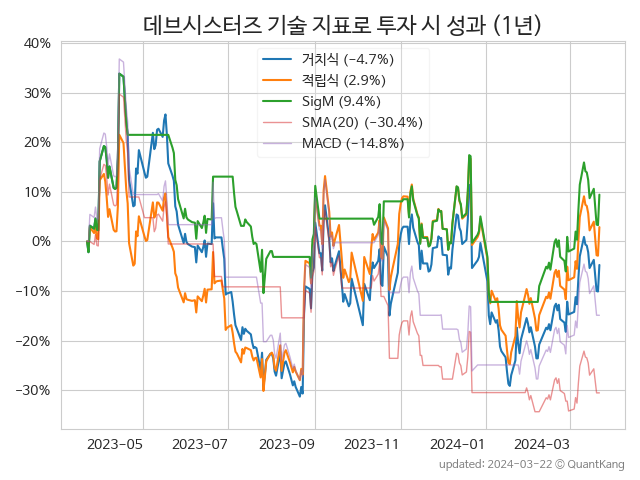 데브시스터즈 기술 지표로 투자 시 성과 (1년)
거치식 (−4.7%)
적립식 (2.9%)
SigM (9.4%)
SMA(20) (−30.4%)
MACD (−14.8%)
40%
30%
20%
10%
0%
−10%
−20%
−30%
2023-05 2023-07 2023-09 2023-11 2024-01 2024-03
updated: 2024-03-22 ⓒ QuantKang